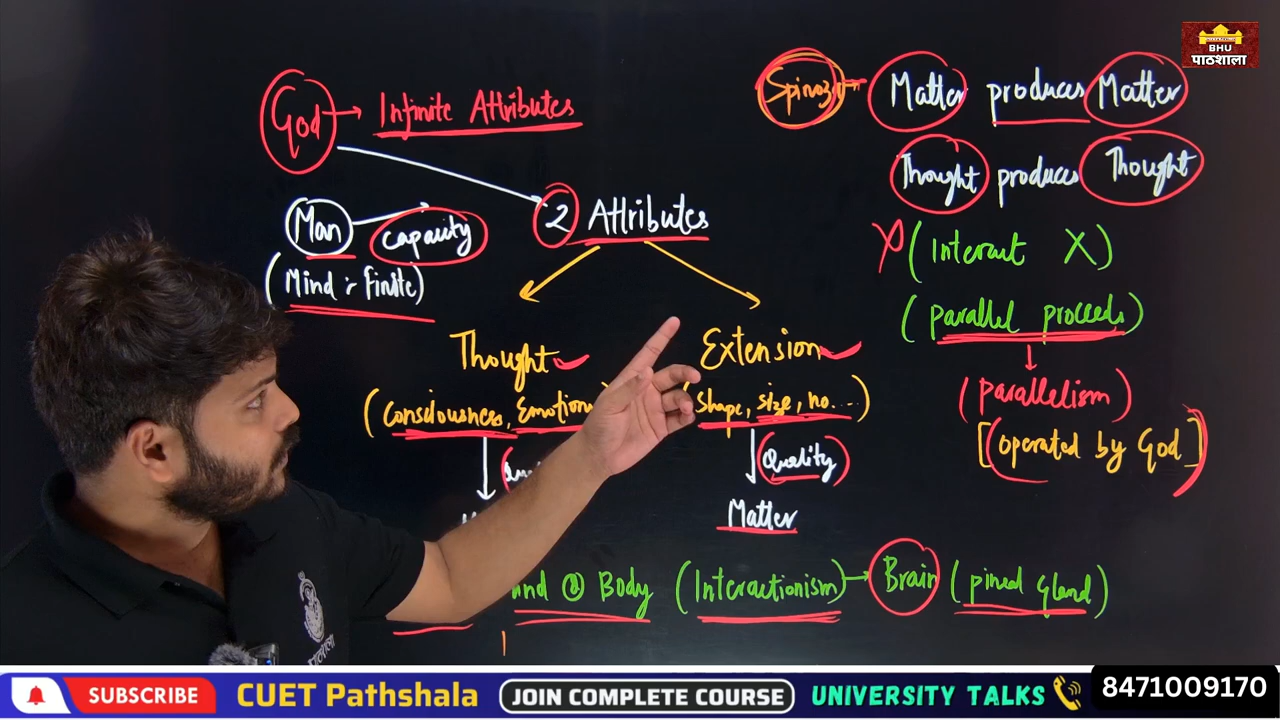 BHU
पाठशाला
God → Infinite Attributes
Spinoza → Matter produces Matter
Thought produces Thought
Man capacity
(Mind : Finite)
2 Attributes
(Interact X)
(parallel proceeds)
(parallelism)
[operated by God]
Thought
(Consciousness, Emotion
Extension
shape, size, no....)
Quality
Matter
Body (Interactionism) → Brain (pineal gland)
SUBSCRIBE
CUET Pathshala
JOIN COMPLETE COURSE
UNIVERSITY TALKS
8471009170